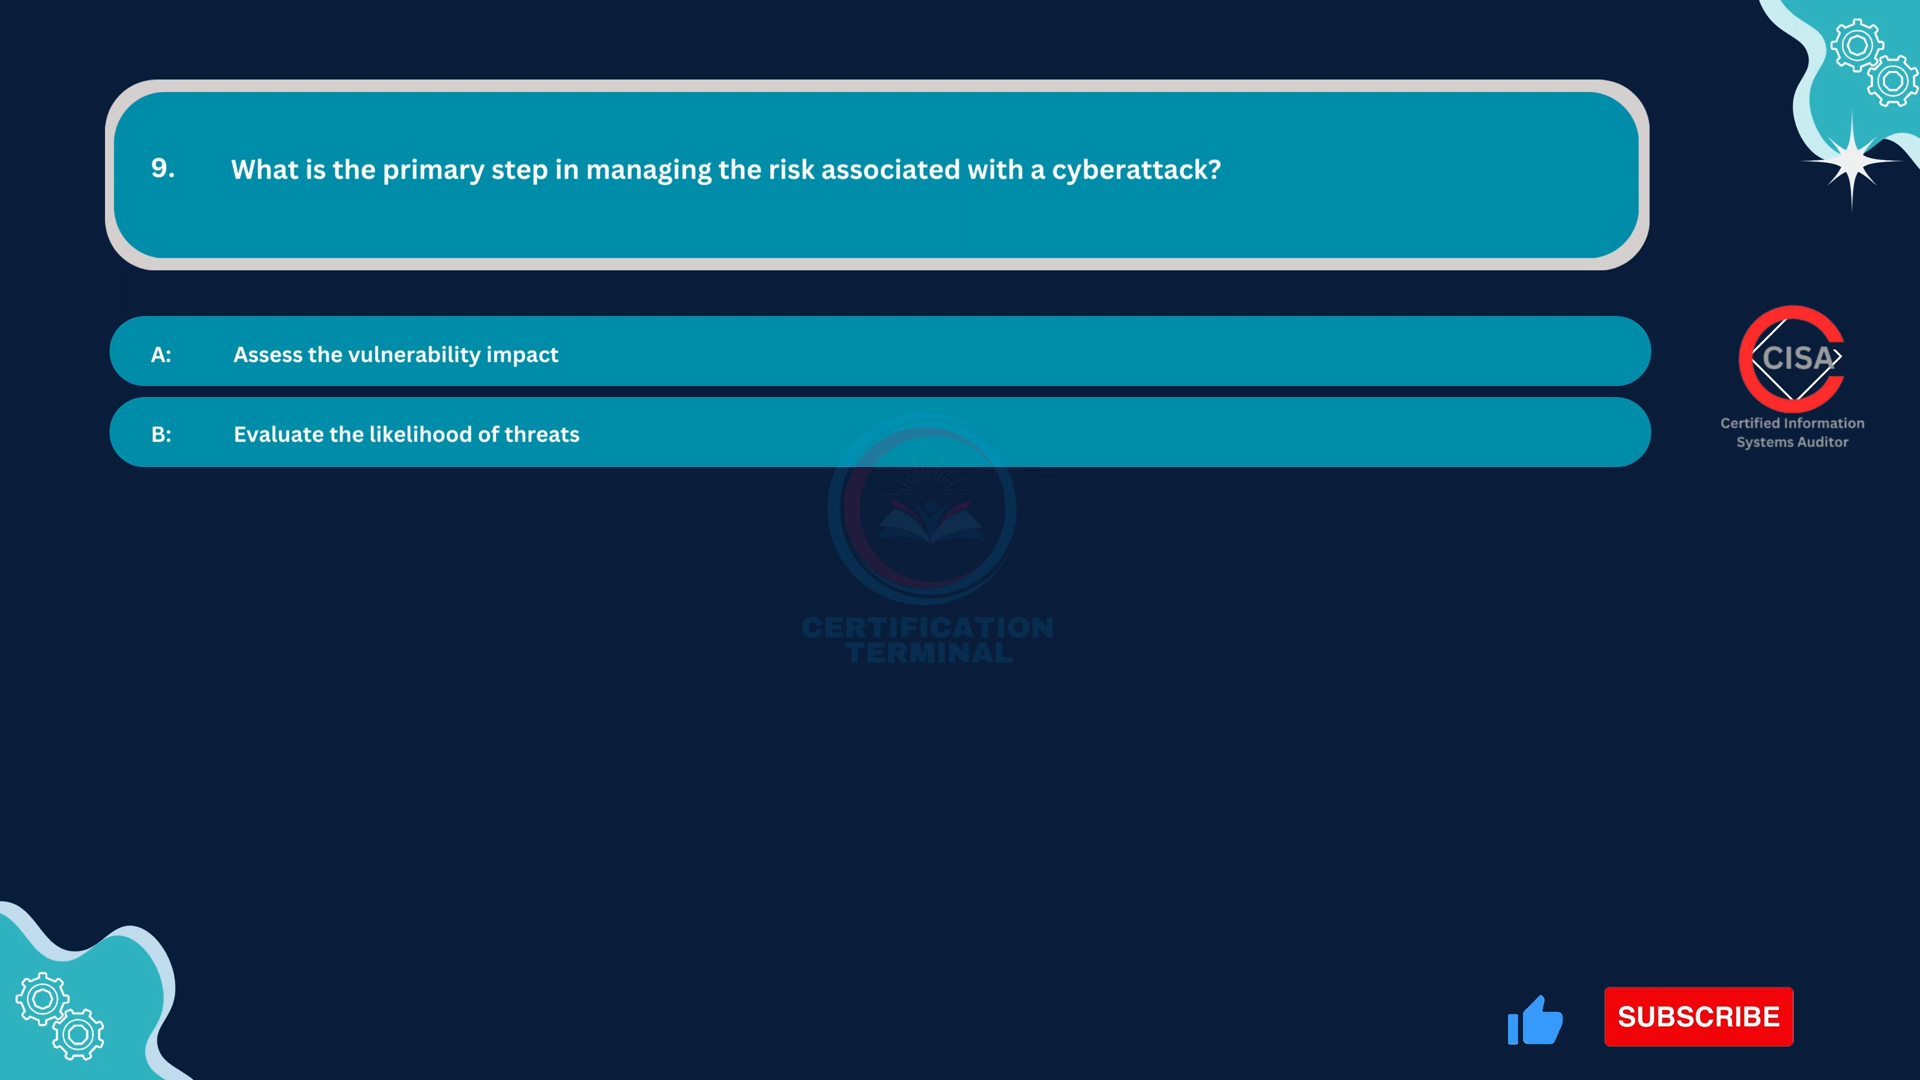 9. What is the primary step in managing the risk associated with a cyberattack?
A: Assess the vulnerability impact
B: Evaluate the likelihood of threats
CISA
Certified Information
Systems Auditor
CERTIFICATION
TERMINAL
SUBSCRIBE